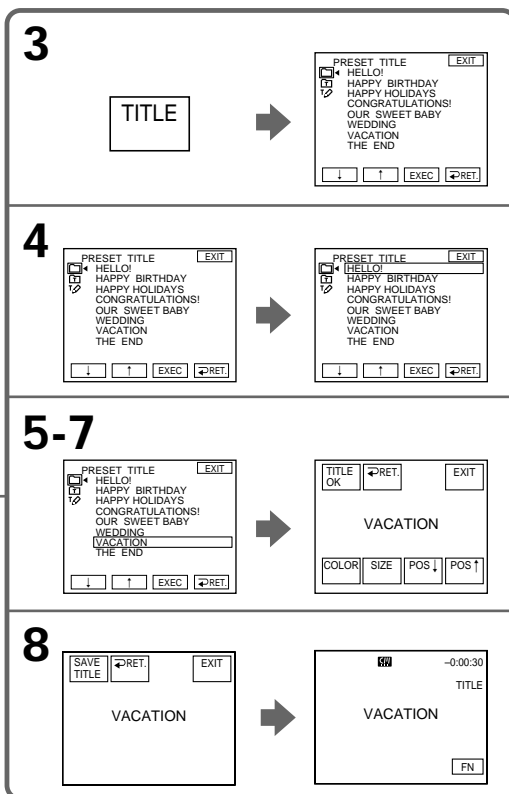 3
TITLE
PRESET TITLE EXIT
HELLO!
HAPPY BIRTHDAY
HAPPY HOLIDAYS
CONGRATULATIONS!
OUR SWEET BABY
WEDDING
VACATION
THE END
↓ ↑ EXEC RET.
4
PRESET TITLE EXIT
HELLO!
HAPPY BIRTHDAY
HAPPY HOLIDAYS
CONGRATULATIONS!
OUR SWEET BABY
WEDDING
VACATION
THE END
↓ ↑ EXEC RET.
PRESET TITLE EXIT
HELLO!
HAPPY BIRTHDAY
HAPPY HOLIDAYS
CONGRATULATIONS!
OUR SWEET BABY
WEDDING
VACATION
THE END
↓ ↑ EXEC RET.
5-7
PRESET TITLE EXIT
HELLO!
HAPPY BIRTHDAY
HAPPY HOLIDAYS
CONGRATULATIONS!
OUR SWEET BABY
WEDDING
VACATION
THE END
↓ ↑ EXEC RET.
TITLE OK RET. EXIT
VACATION
COLOR SIZE POS↓ POS↑
8
SAVE TITLE RET. EXIT
VACATION
–0:00:30
TITLE
VACATION
FN